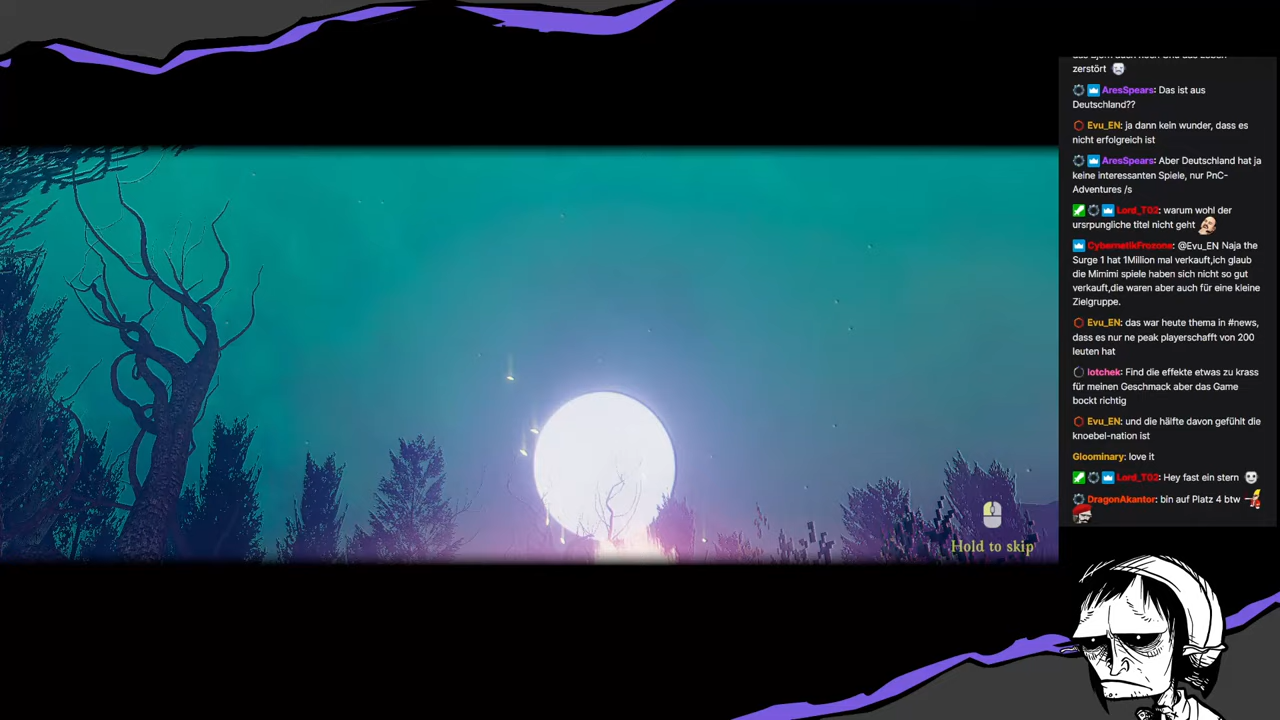 zerstört
AresSpears: Das ist aus
Deutschland??
Evu_EN: ja dann kein wunder, dass es
nicht erfolgreich ist
AresSpears: Aber Deutschland hat ja
keine interessanten Spiele, nur PnC-
Adventures /s
Lord_T02: warum wohl der
ursrpungliche titel nicht geht
CybernatikFrozone: @Evu_EN Naja the
Surge 1 hat 1Million mal verkauft,ich glaub
die Mimimi spiele haben sich nicht so gut
verkauft,die waren aber auch für eine kleine
Zielgruppe.
Evu_EN: das war heute thema in #news,
dass es nur ne peak playerschafft von 200
leuten hat
iotchek: Find die effekte etwas zu krass
für meinen Geschmack aber das Game
bockt richtig
Evu_EN: und die hälfte davon gefühlt die
knoebel-nation ist
Gloominary: love it
Lord_T02: Hey fast ein stern
DragonAkantor: bin auf Platz 4 btw
Hold to skip